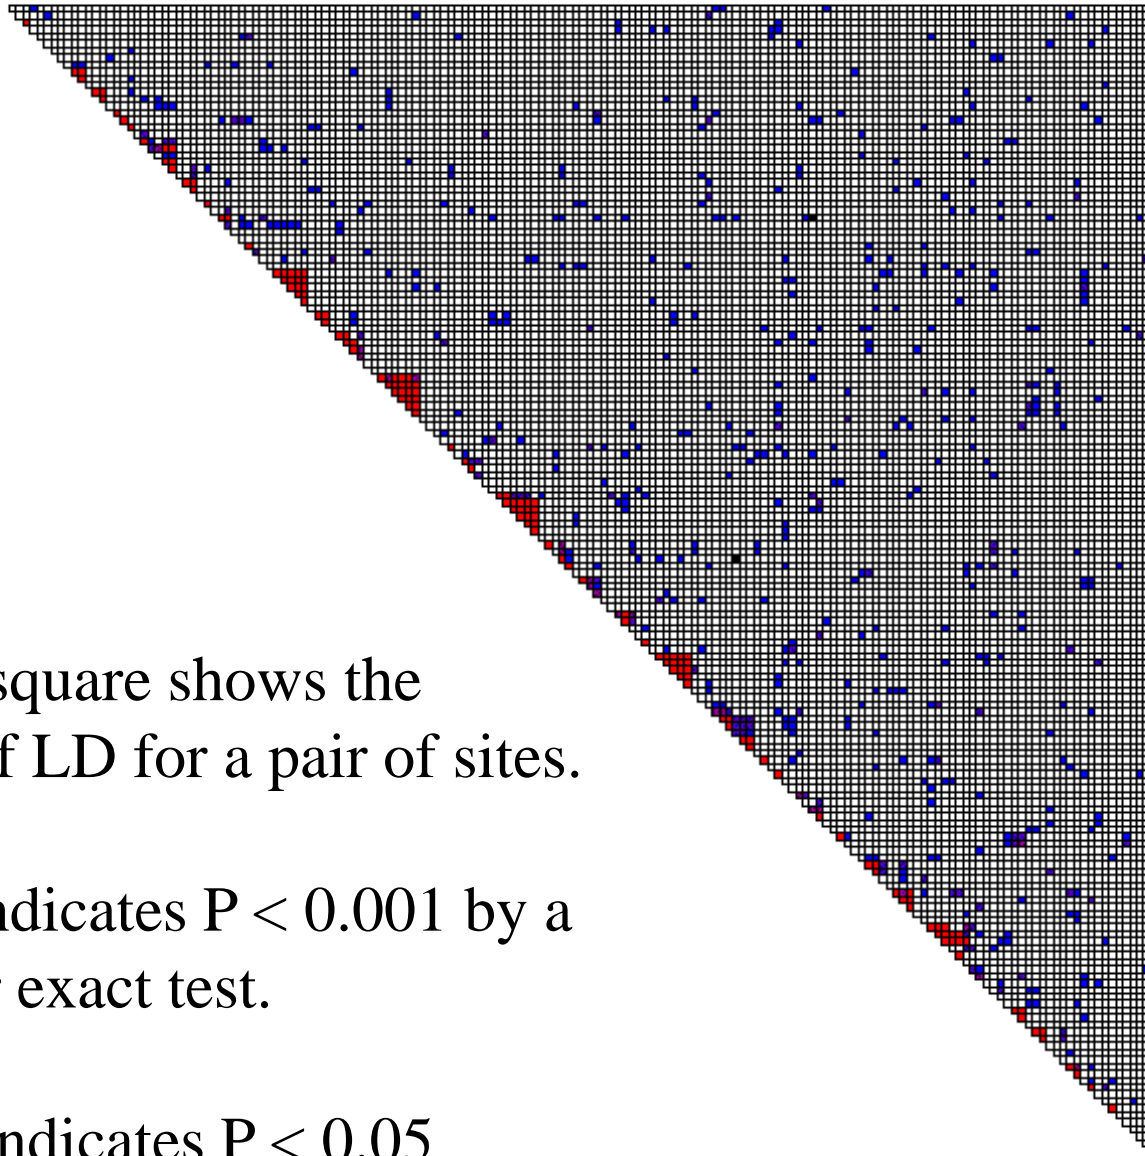 square shows the
f LD for a pair of sites.
ndicates P < 0.001 by a
r exact test.
ndicates P < 0.05